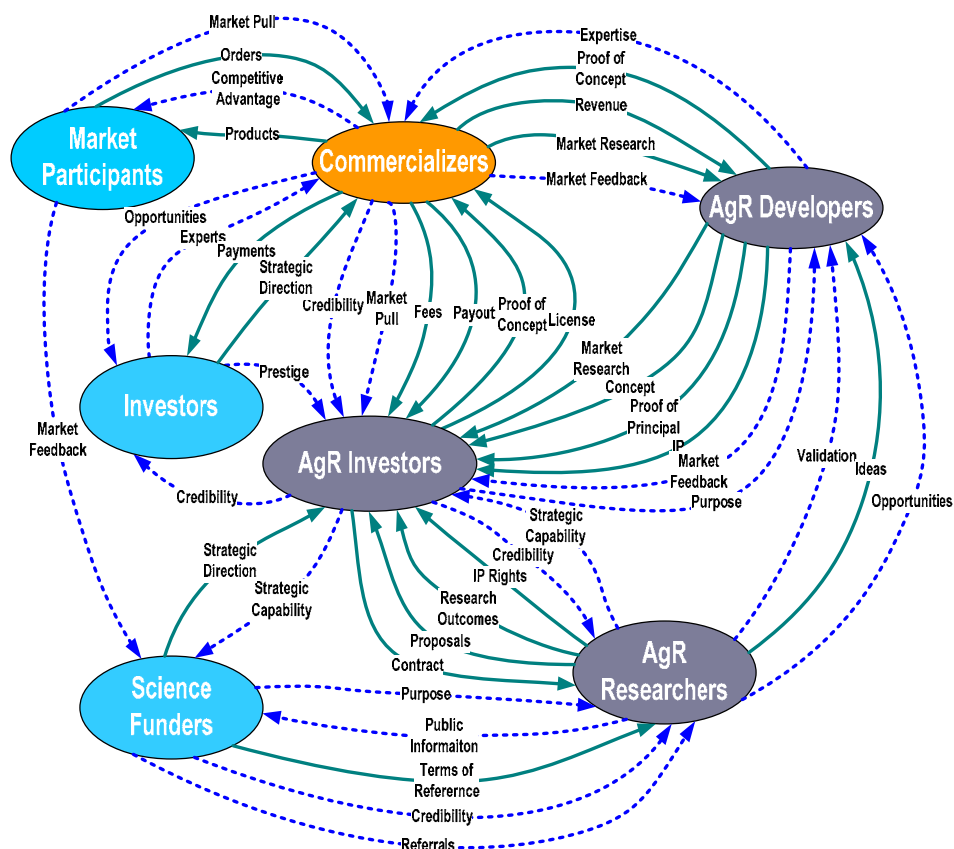 Market Pull
Expertise
Orders
Proof of
Concept
Competitive
Advantage
Revenue
Products
Market
Participants
Commercializers
Market Research
Market Feedback
AgR Developers
Opportunities
Experts
Payments
Strategic
Direction
Credibility
Market
Pull
Fees
Payout
Proof of
Concept
License
Market
Research
Prestige
Concept
Investors
Proof of
Principal
Market
Feedback
IP
AgR Investors
Market
Feedback
Validation
Ideas
Credibility
Purpose
Opportunities
Strategic
Capability
Strategic
Direction
Credibility
IP Rights
Strategic
Capability
Research
Outcomes
Proposals
Contract
AgR
Researchers
Science
Funders
Purpose
Public
Informaiton
Terms of
Referernce
Credibility
Referrals